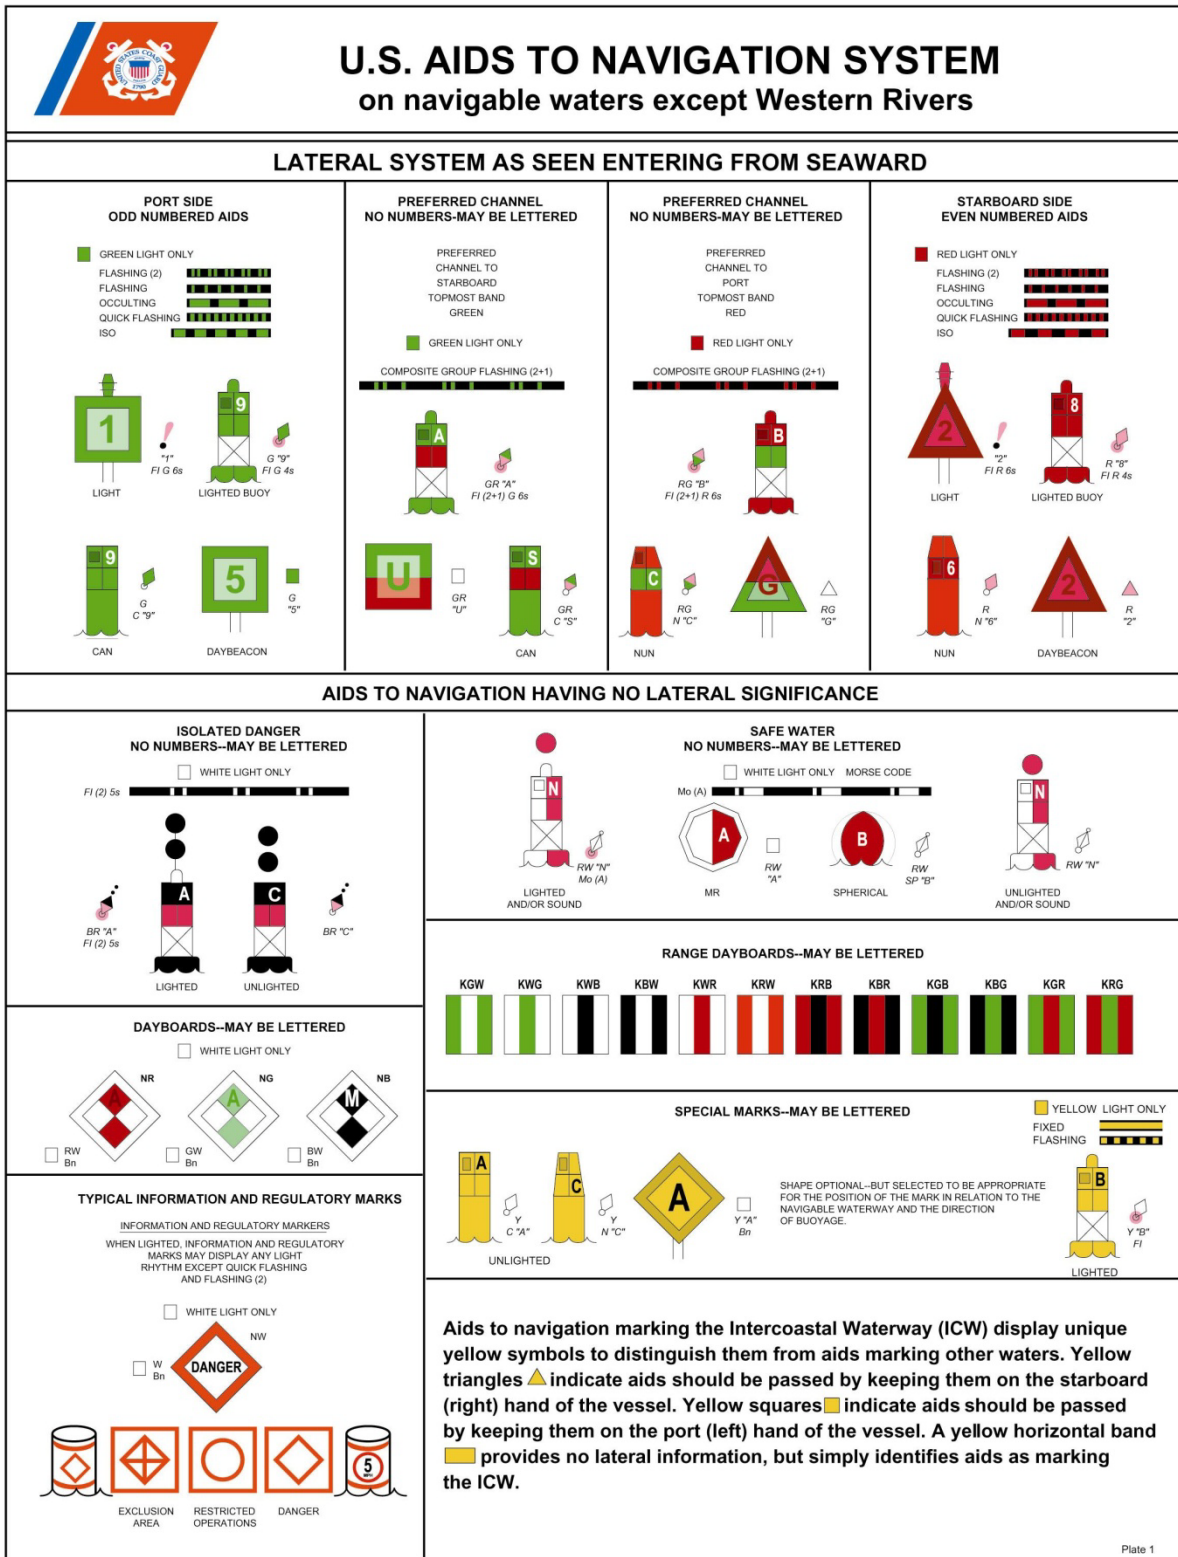 U.S. AIDS TO NAVIGATION SYSTEM
on navigable waters except Western Rivers
UNITED STATES COAST GUARD
1790
LATERAL SYSTEM AS SEEN ENTERING FROM SEAWARD
PORT SIDE
ODD NUMBERED AIDS
GREEN LIGHT ONLY
FLASHING (2)
FLASHING
OCCULTING
QUICK FLASHING
ISO
1
"1"
Fl G 6s
LIGHT
9
G "9"
Fl G 4s
LIGHTED BUOY
9
G
C "9"
CAN
5
G
"5"
DAYBEACON
PREFERRED CHANNEL
NO NUMBERS-MAY BE LETTERED
PREFERRED
CHANNEL TO
STARBOARD
TOPMOST BAND
GREEN
GREEN LIGHT ONLY
COMPOSITE GROUP FLASHING (2+1)
A
GR "A"
Fl (2+1) G 6s
U
GR
"U"
S
GR
C "S"
CAN
PREFERRED CHANNEL
NO NUMBERS-MAY BE LETTERED
PREFERRED
CHANNEL TO
PORT
TOPMOST BAND
RED
RED LIGHT ONLY
COMPOSITE GROUP FLASHING (2+1)
RG "B"
Fl (2+1) R 6s
B
C
RG
N "C"
NUN
G
RG
"G"
STARBOARD SIDE
EVEN NUMBERED AIDS
RED LIGHT ONLY
FLASHING (2)
FLASHING
OCCULTING
QUICK FLASHING
ISO
2
"2"
Fl R 6s
LIGHT
8
R "8"
Fl R 4s
LIGHTED BUOY
6
R
N "6"
NUN
2
R
"2"
DAYBEACON
AIDS TO NAVIGATION HAVING NO LATERAL SIGNIFICANCE
ISOLATED DANGER
NO NUMBERS--MAY BE LETTERED
WHITE LIGHT ONLY
Fl (2) 5s
BR "A"
Fl (2) 5s
A
LIGHTED
C
UNLIGHTED
BR "C"
SAFE WATER
NO NUMBERS--MAY BE LETTERED
WHITE LIGHT ONLY MORSE CODE
Mo (A)
N
RW "N"
Mo (A)
LIGHTED
AND/OR SOUND
A
RW
"A"
MR
B
RW
SP "B"
SPHERICAL
N
RW "N"
UNLIGHTED
AND/OR SOUND
RANGE DAYBOARDS--MAY BE LETTERED
KGW KWG KWB KBW KWR KRW KRB KBR KGB KBG KGR KRG
DAYBOARDS--MAY BE LETTERED
WHITE LIGHT ONLY
NR
A
RW
Bn
NG
A
GW
Bn
NB
M
BW
Bn
SPECIAL MARKS--MAY BE LETTERED
YELLOW LIGHT ONLY
FIXED
FLASHING
A
Y
C "A"
C
Y
N "C"
UNLIGHTED
A
Y "A"
Bn
SHAPE OPTIONAL--BUT SELECTED TO BE APPROPRIATE
FOR THE POSITION OF THE MARK IN RELATION TO THE
NAVIGABLE WATERWAY AND THE DIRECTION
OF BUOYAGE.
B
Y "B"
Fl
LIGHTED
TYPICAL INFORMATION AND REGULATORY MARKS
INFORMATION AND REGULATORY MARKERS
WHEN LIGHTED, INFORMATION AND REGULATORY
MARKS MAY DISPLAY ANY LIGHT
RHYTHM EXCEPT QUICK FLASHING
AND FLASHING (2)
WHITE LIGHT ONLY
NW
W
Bn
DANGER
5
MPH
EXCLUSION
AREA
RESTRICTED
OPERATIONS
DANGER
Aids to navigation marking the Intercoastal Waterway (ICW) display unique
yellow symbols to distinguish them from aids marking other waters. Yellow
triangles indicate aids should be passed by keeping them on the starboard
(right) hand of the vessel. Yellow squares indicate aids should be passed
by keeping them on the port (left) hand of the vessel. A yellow horizontal band
provides no lateral information, but simply identifies aids as marking
the ICW.
Plate 1